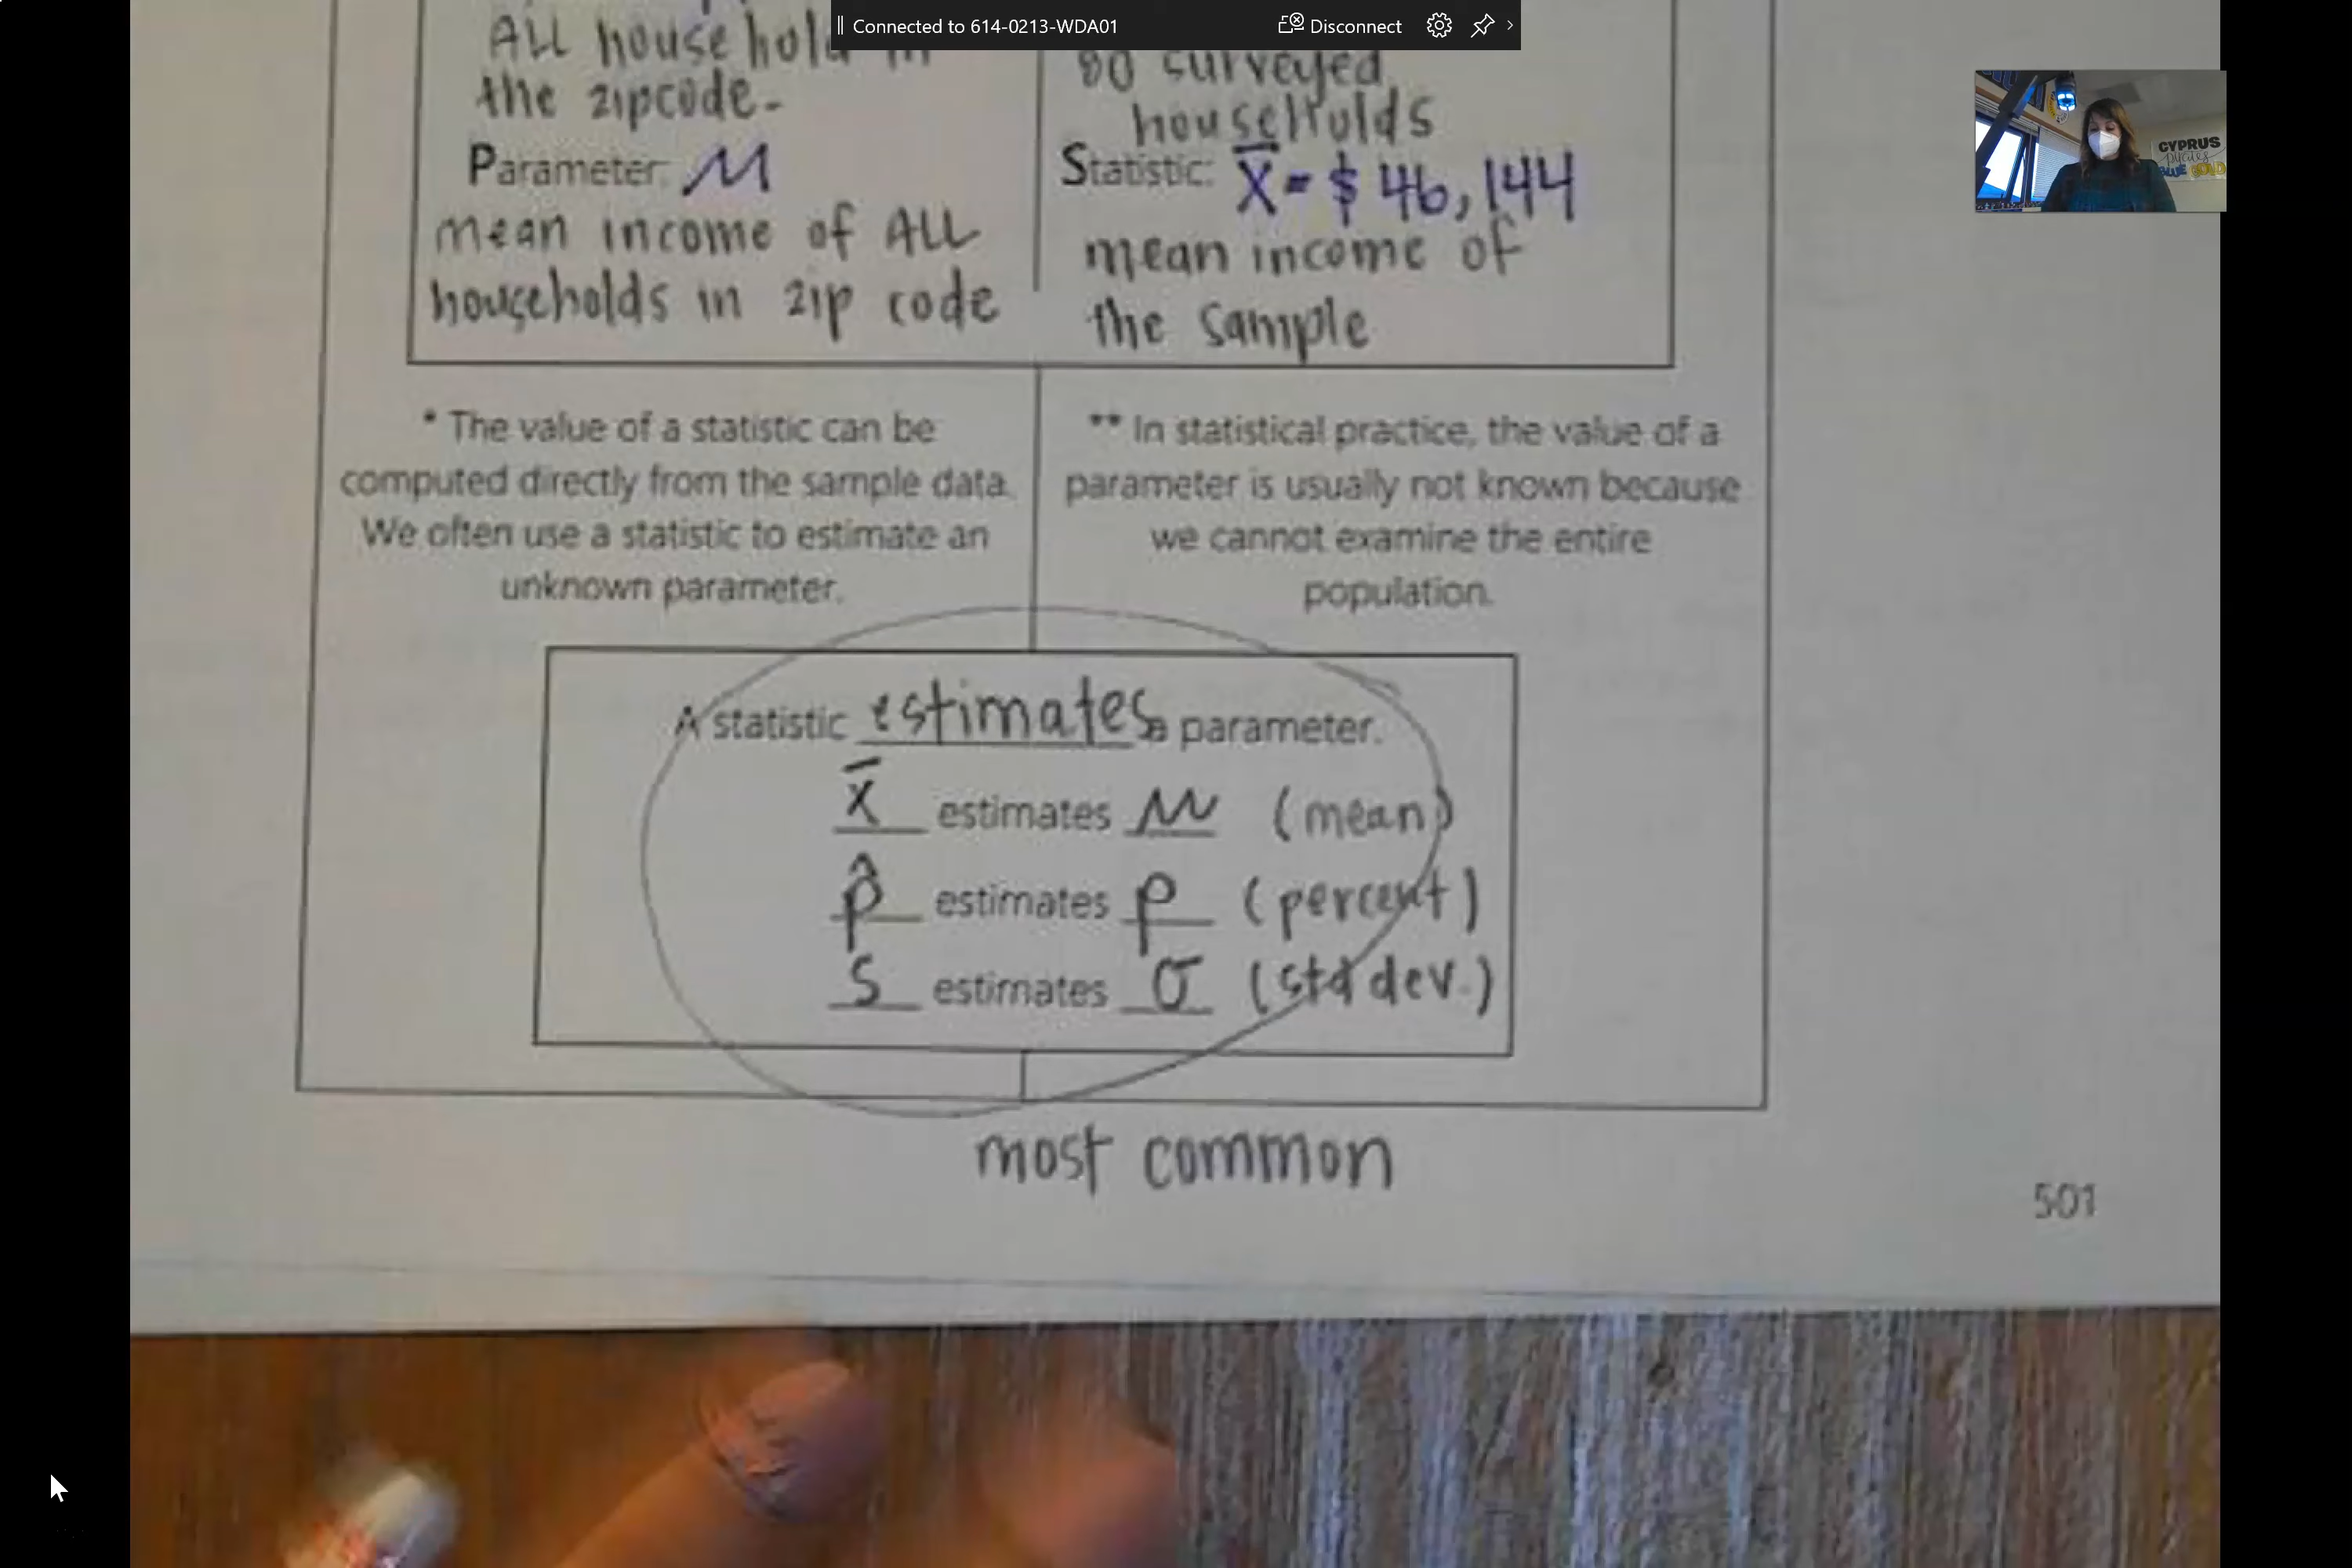 Connected to 614-0213-WDA01 Disconnect
ALL household in
the zipcode-
Parameter: μ
mean income of ALL
households in zip code
80 surveyed
households
Statistic: x̄ = $ 46,144
mean income of
the sample
* The value of a statistic can be
computed directly from the sample data.
We often use a statistic to estimate an
unknown parameter.
** In statistical practice, the value of a
parameter is usually not known because
we cannot examine the entire
population.
A statistic estimates a parameter.
x̄ estimates μ (mean)
p̂ estimates p (percent)
s estimates σ (std dev.)
most common
501
CYPRUS
pirates
BLUE GOLD